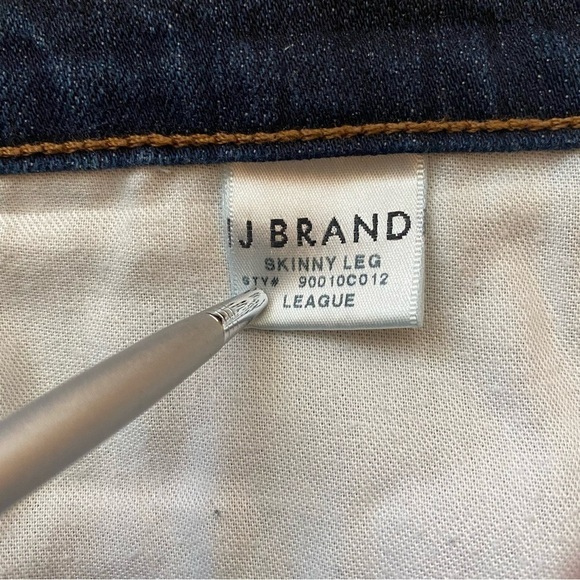 J BRAND
SKINNY LEG
STY# 90010C012
LEAGUE